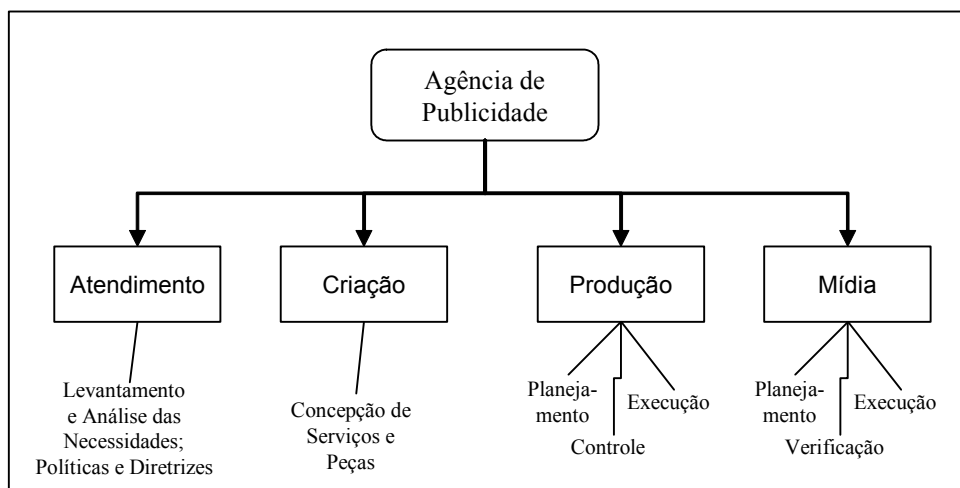 Agência de
Publicidade
Atendimento
Criação
Produção
Mídia
Levantamento
e Análise das
Necessidades;
Políticas e Diretrizes
Concepção de
Serviços e
Peças
Planeja-
mento
Controle
Execução
Planeja-
mento
Verificação
Execução